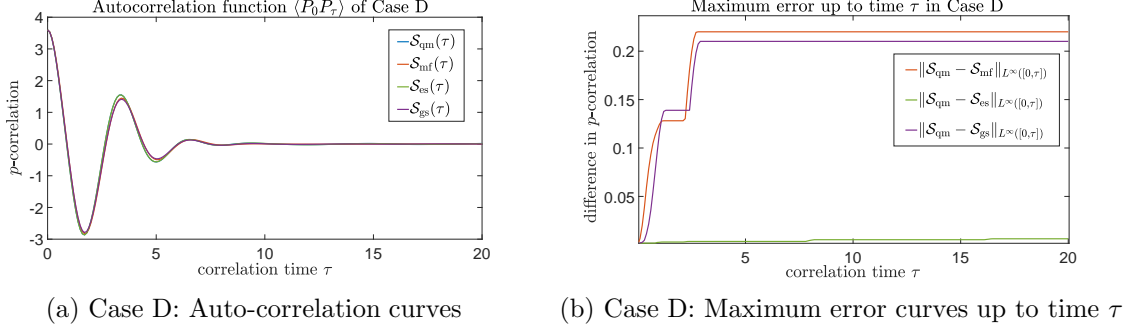 Autocorrelation function ⟨P₀P_τ⟩ of Case D
4
3
2
1
0
-1
-2
-3
p-correlation
0
5
10
15
20
correlation time τ
S_qm(τ)
S_mf(τ)
S_es(τ)
S_gs(τ)
(a) Case D: Auto-correlation curves
Maximum error up to time τ in Case D
0.2
0.15
0.1
0.05
difference in p-correlation
5
10
15
20
correlation time τ
‖S_qm − S_mf‖_L^∞([0,τ])
‖S_qm − S_es‖_L^∞([0,τ])
‖S_qm − S_gs‖_L^∞([0,τ])
(b) Case D: Maximum error curves up to time τ